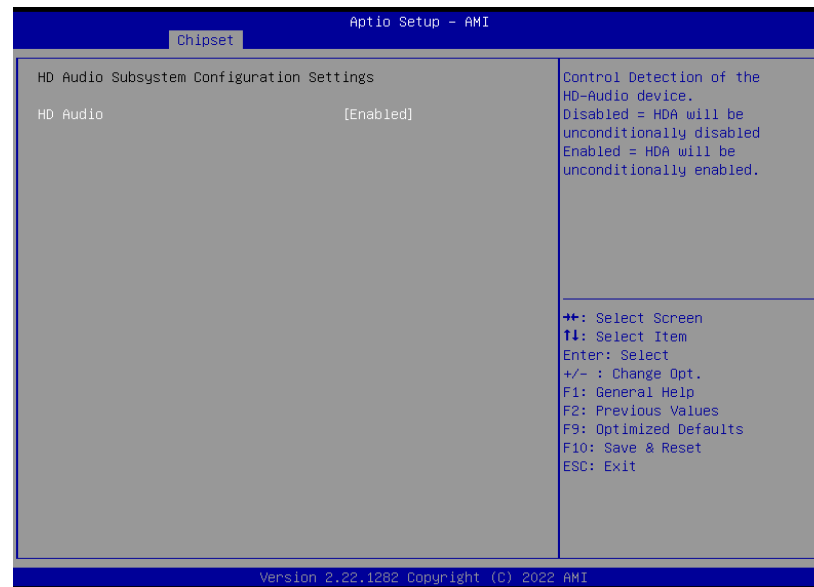 Aptio Setup – AMI
Chipset
HD Audio Subsystem Configuration Settings
HD Audio [Enabled]
Control Detection of the
HD-Audio device.
Disabled = HDA will be
unconditionally disabled
Enabled = HDA will be
unconditionally enabled.
→←: Select Screen
↑↓: Select Item
Enter: Select
+/- : Change Opt.
F1: General Help
F2: Previous Values
F9: Optimized Defaults
F10: Save & Reset
ESC: Exit
Version 2.22.1282 Copyright (C) 2022 AMI